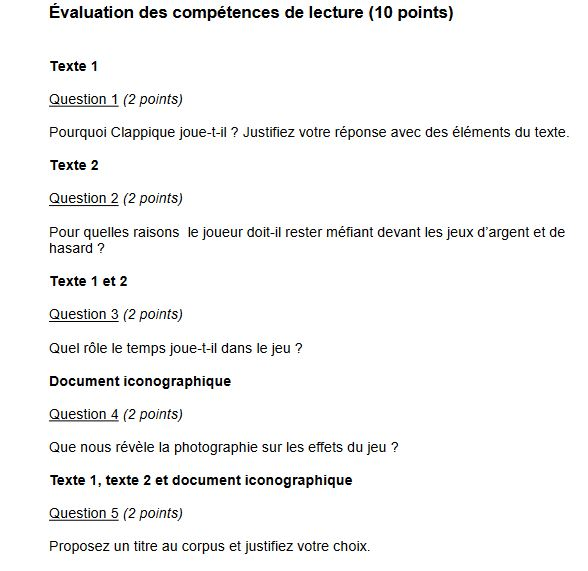 Évaluation des compétences de lecture (10 points)
Texte 1
Question 1 (2 points)
Pourquoi Clappique joue-t-il ? Justifiez votre réponse avec des éléments du texte.
Texte 2
Question 2 (2 points)
Pour quelles raisons  le joueur doit-il rester méfiant devant les jeux d'argent et de
hasard ?
Texte 1 et 2
Question 3 (2 points)
Quel rôle le temps joue-t-il dans le jeu ?
Document iconographique
Question 4 (2 points)
Que nous révèle la photographie sur les effets du jeu ?
Texte 1, texte 2 et document iconographique
Question 5 (2 points)
Proposez un titre au corpus et justifiez votre choix.